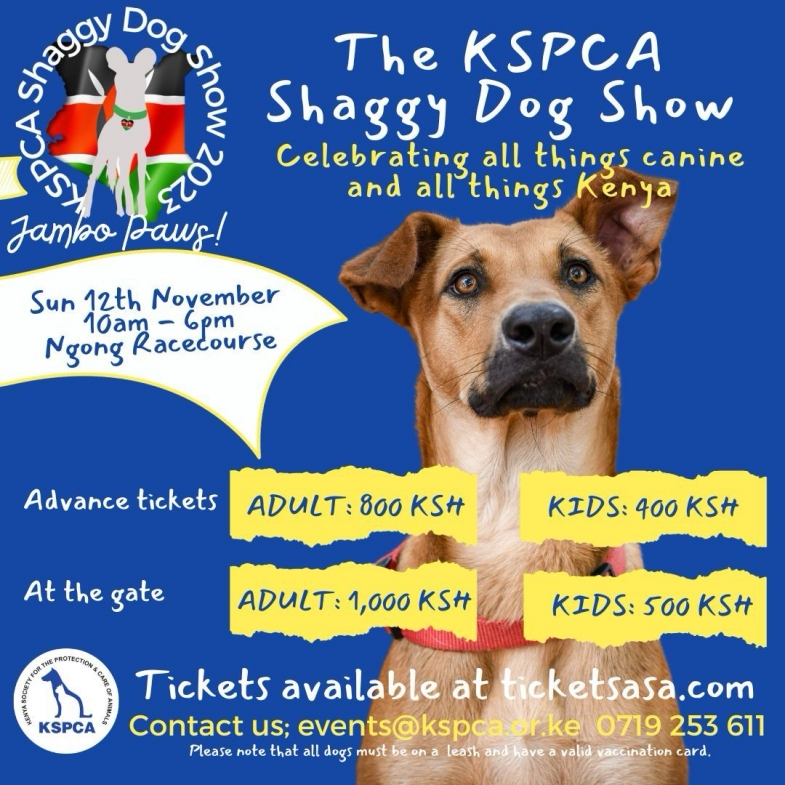 KSPCA Shaggy Dog Show 2023
Jambo Paws!
The KSPCA
Shaggy Dog Show
Celebrating all things canine
and all things Kenya
Sun 12th November
10am – 6pm
Ngong Racecourse
Advance tickets
ADULT: 800 KSH
KIDS: 400 KSH
At the gate
ADULT: 1,000 KSH
KIDS: 500 KSH
KENYA SOCIETY FOR THE PROTECTION & CARE OF ANIMALS
KSPCA
Tickets available at ticketsasa.com
Contact us; events@kspca.or.ke 0719 253 611
Please note that all dogs must be on a leash and have a valid vaccination card.